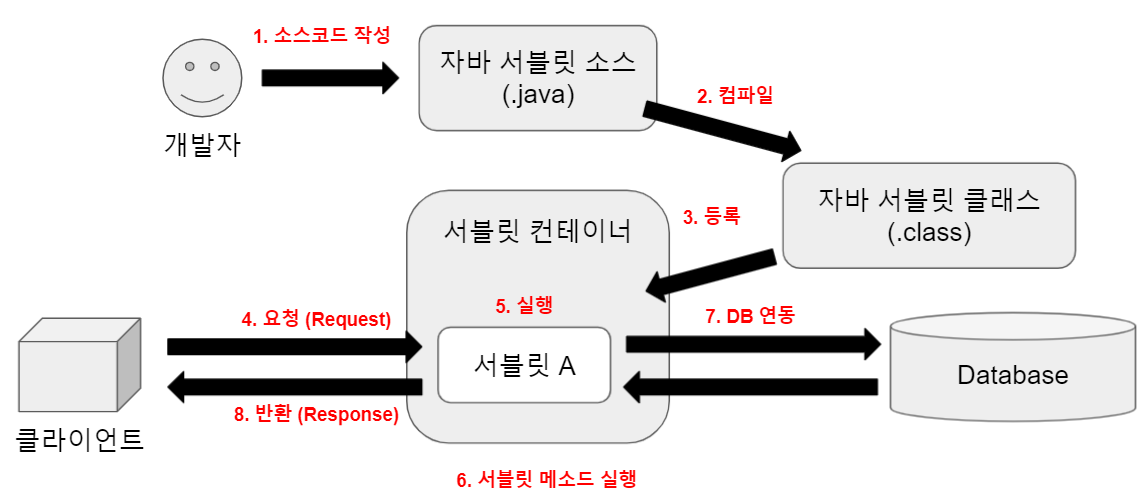 1. 소스코드 작성
개발자
자바 서블릿 소스
(.java)
2. 컴파일
자바 서블릿 클래스
(.class)
3. 등록
서블릿 컨테이너
4. 요청 (Request)
5. 실행
서블릿 A
7. DB 연동
Database
8. 반환 (Response)
클라이언트
6. 서블릿 메소드 실행